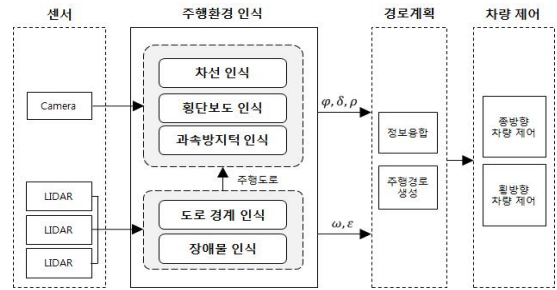 센서
주행환경 인식
경로계획
차량 제어
Camera
차선 인식
횡단보도 인식
과속방지턱 인식
φ, δ, ρ
주행도로
LIDAR
LIDAR
LIDAR
도로 경계 인식
장애물 인식
ω, ε
정보융합
주행경로
생성
종방향
차량 제어
횡방향
차량 제어